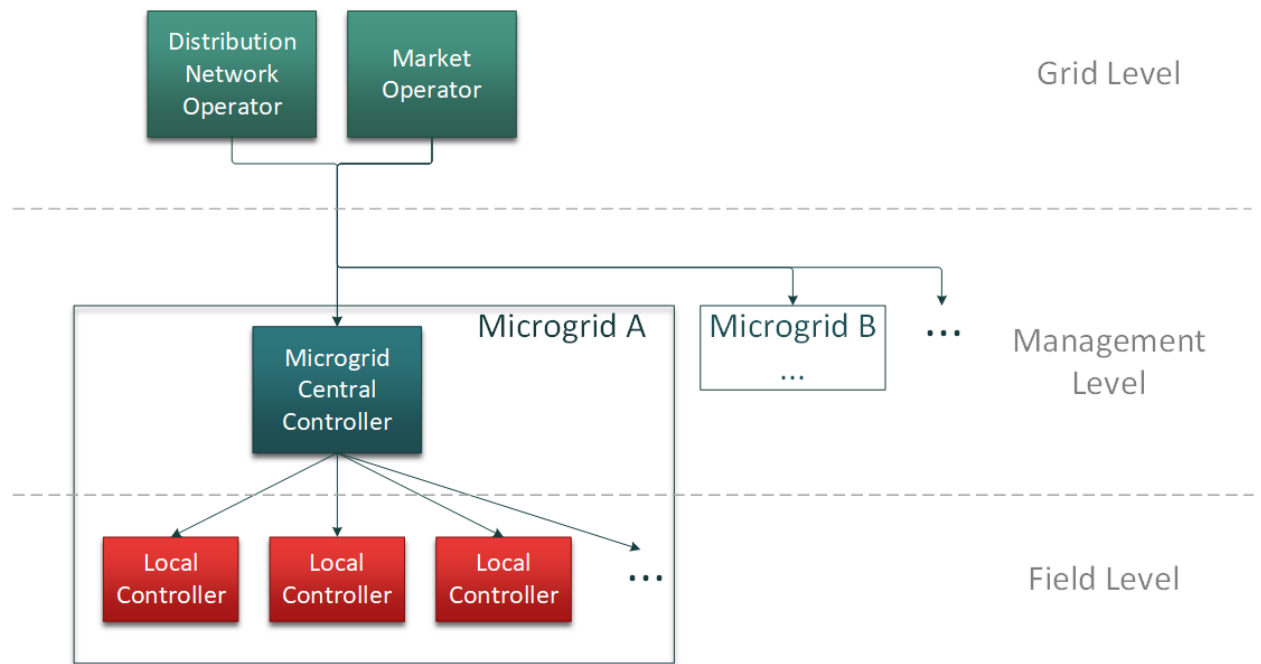 Distribution
Network
Operator
Market
Operator
Grid Level
Microgrid A
Microgrid B
...
...
Management
Level
Microgrid
Central
Controller
Local
Controller
Local
Controller
Local
Controller
...
Field Level